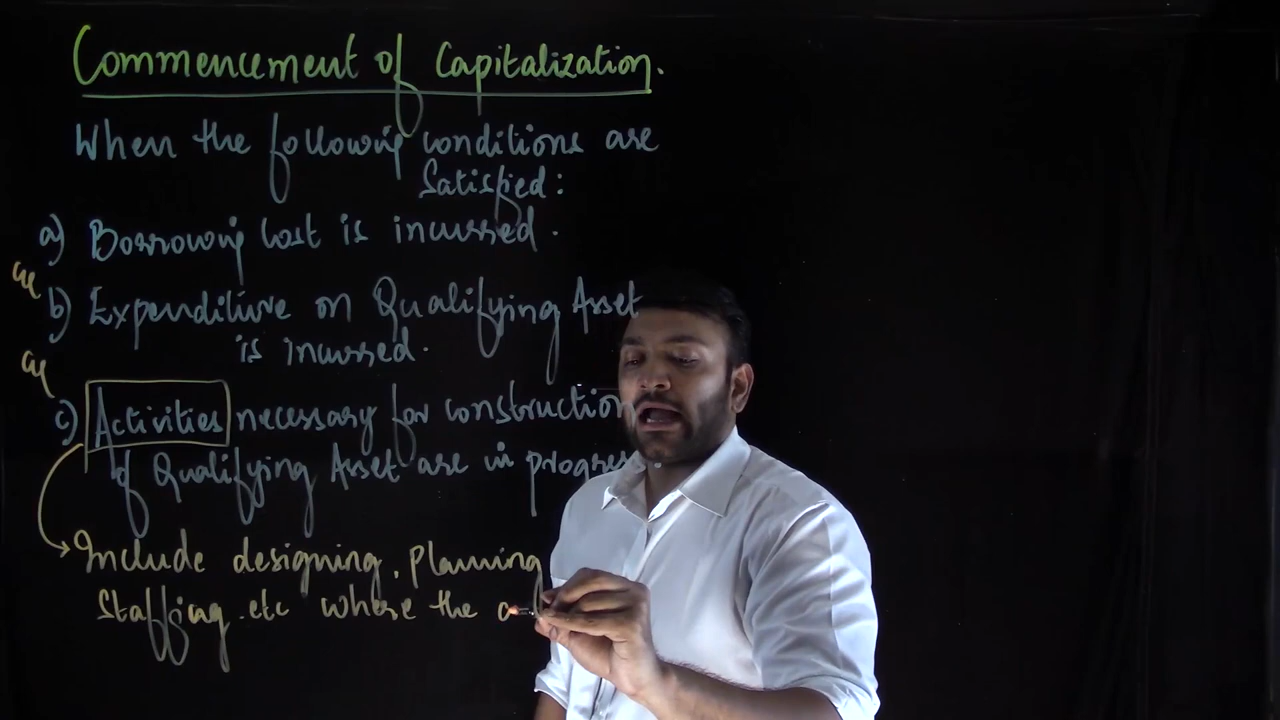 Commencement of Capitalization.
When the following conditions are
Satisfied:
a) Borrowing Cost is incurred.
b) Expenditure on Qualifying Asset
is incurred.
c) Activities necessary for construction
of Qualifying Asset are in progress.
Include designing, planning
Staffing. etc where the